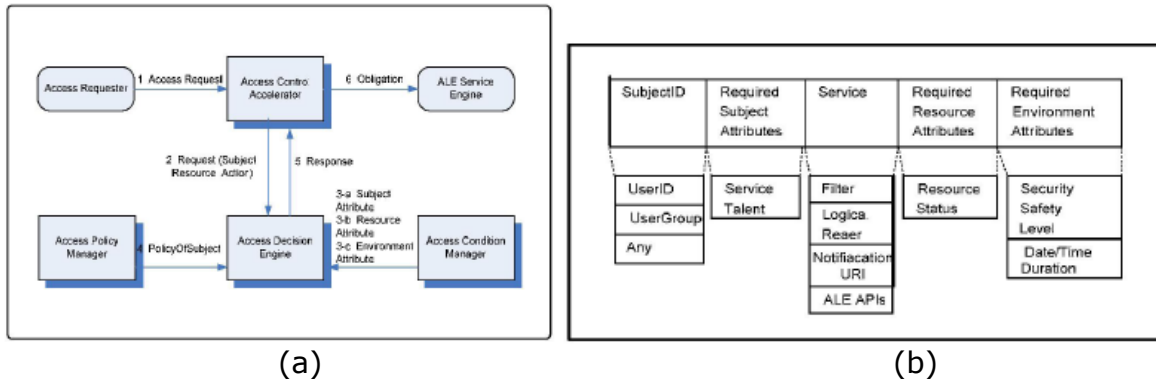 1 Access Request
Access Requester
Access Control
Accelerator
6 Obligation
ALE Service
Engine
2 Request (Subject
Resource Action)
5 Response
3-a Subject
Attribute
3-b Resource
Attribute
3-c Environment
Attribute
Access Policy
Manager
4 PolicyOfSubject
Access Decision
Engine
Access Condition
Manager
(a)
SubjectID
Required
Subject
Attributes
Service
Required
Resource
Attributes
Required
Environment
Attributes
UserID
UserGroup
Any
Service
Talent
Filter
Logica.
Reaer
Notifiacation
URI
ALE APIs
Resource
Status
Security
Safety
Level
Date/Time
Duration
(b)